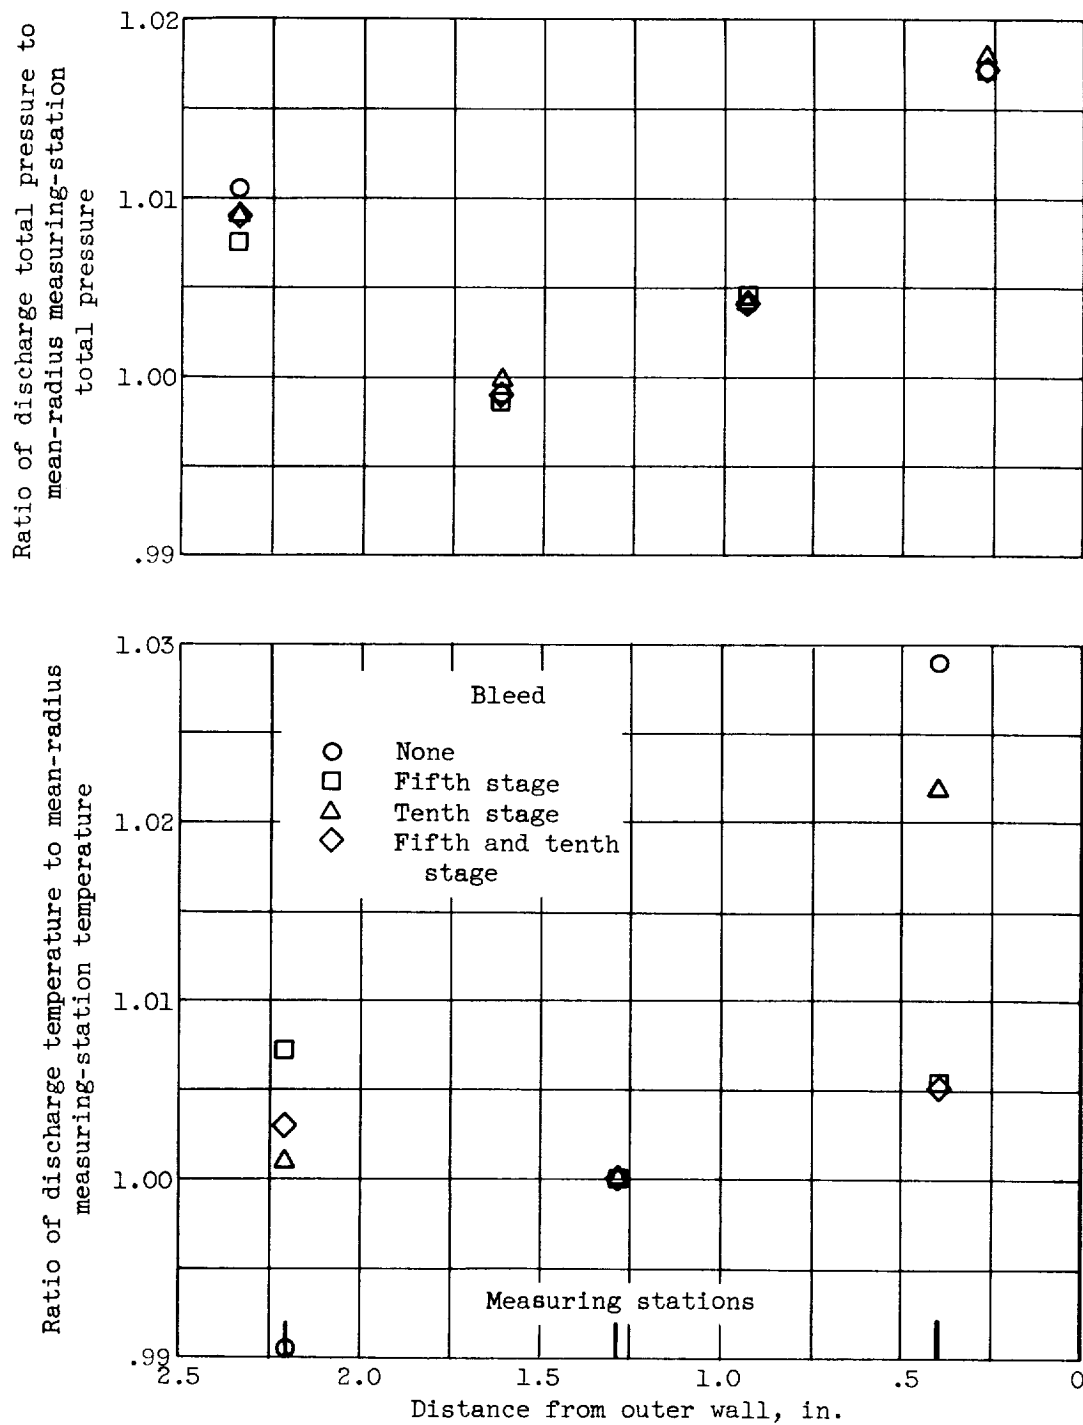 Ratio of discharge total pressure to
mean-radius measuring-station
total pressure
1.02
1.01
1.00
.99
Ratio of discharge temperature to mean-radius
measuring-station temperature
1.03
1.02
1.01
1.00
.99
Bleed
None
Fifth stage
Tenth stage
Fifth and tenth
stage
Measuring stations
2.5 2.0 1.5 1.0 .5 0
Distance from outer wall, in.